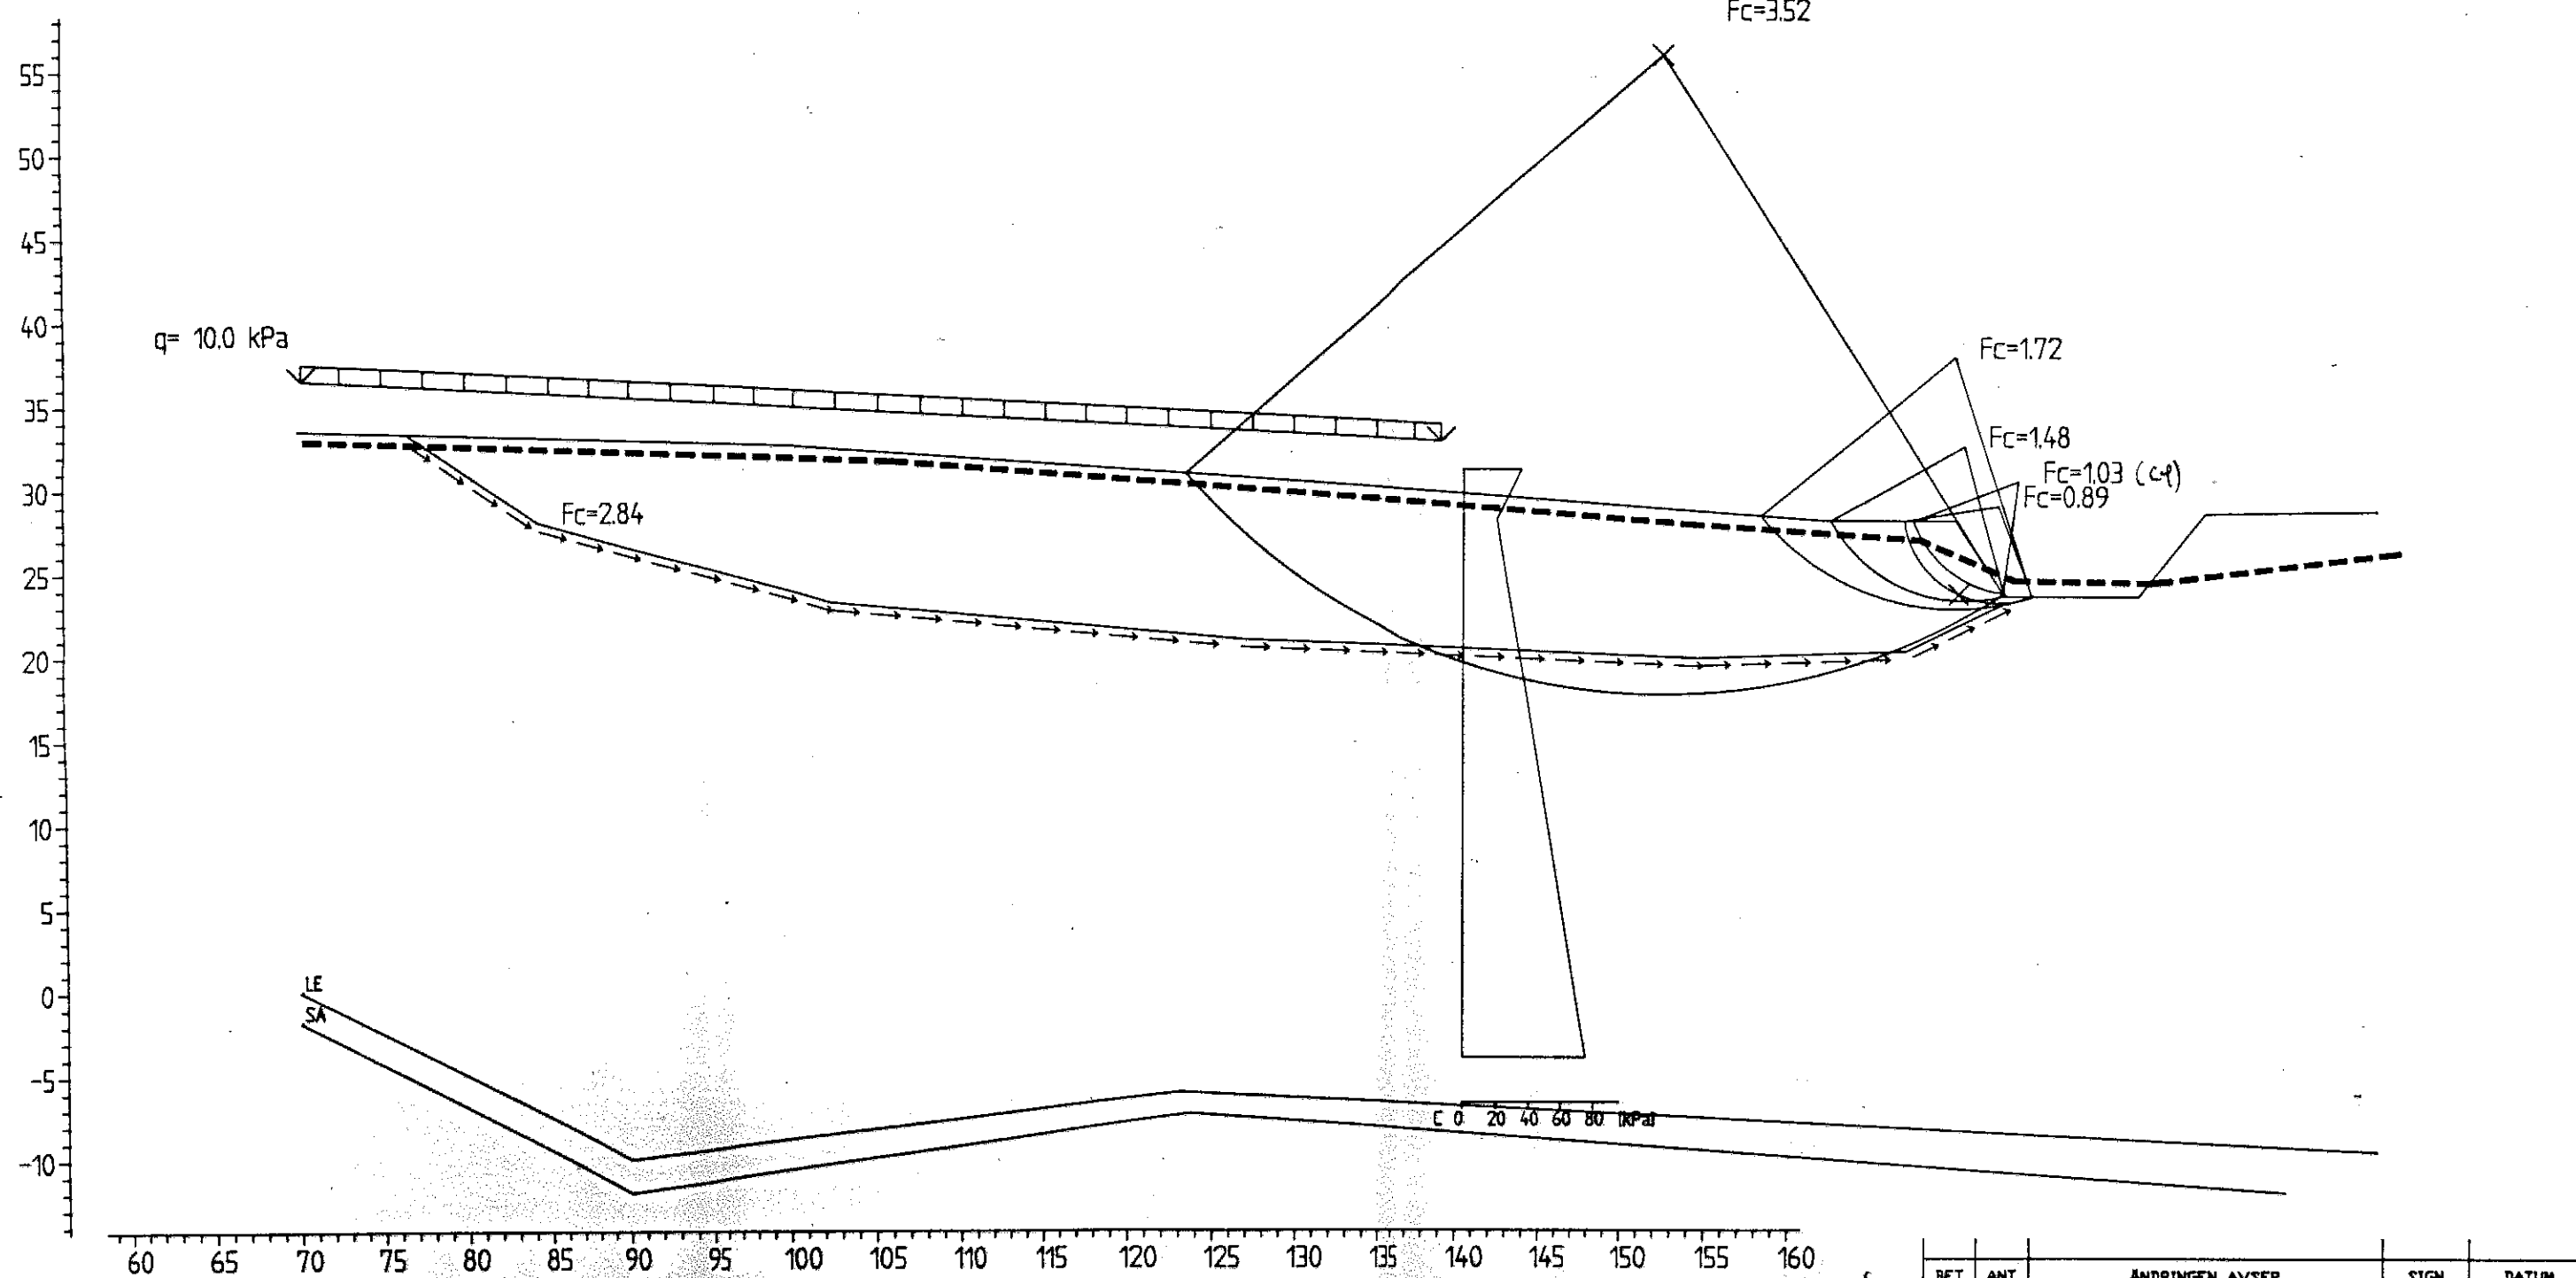 Fc=3.52
55
50
45
40
q= 10.0 kPa
Fc=1.72
35
Fc=1.48
Fc=1.03 (cφ)
30
Fc=0.89
Fc=2.84
25
20
15
10
5
LE
0
SA
-5
C 0 20 40 60 80 (kPa)
-10
60 65 70 75 80 85 90 95 100 105 110 115 120 125 130 135 140 145 150 155 160
BET ANT ÄNDRINGEN AVSER SIGN DATUM